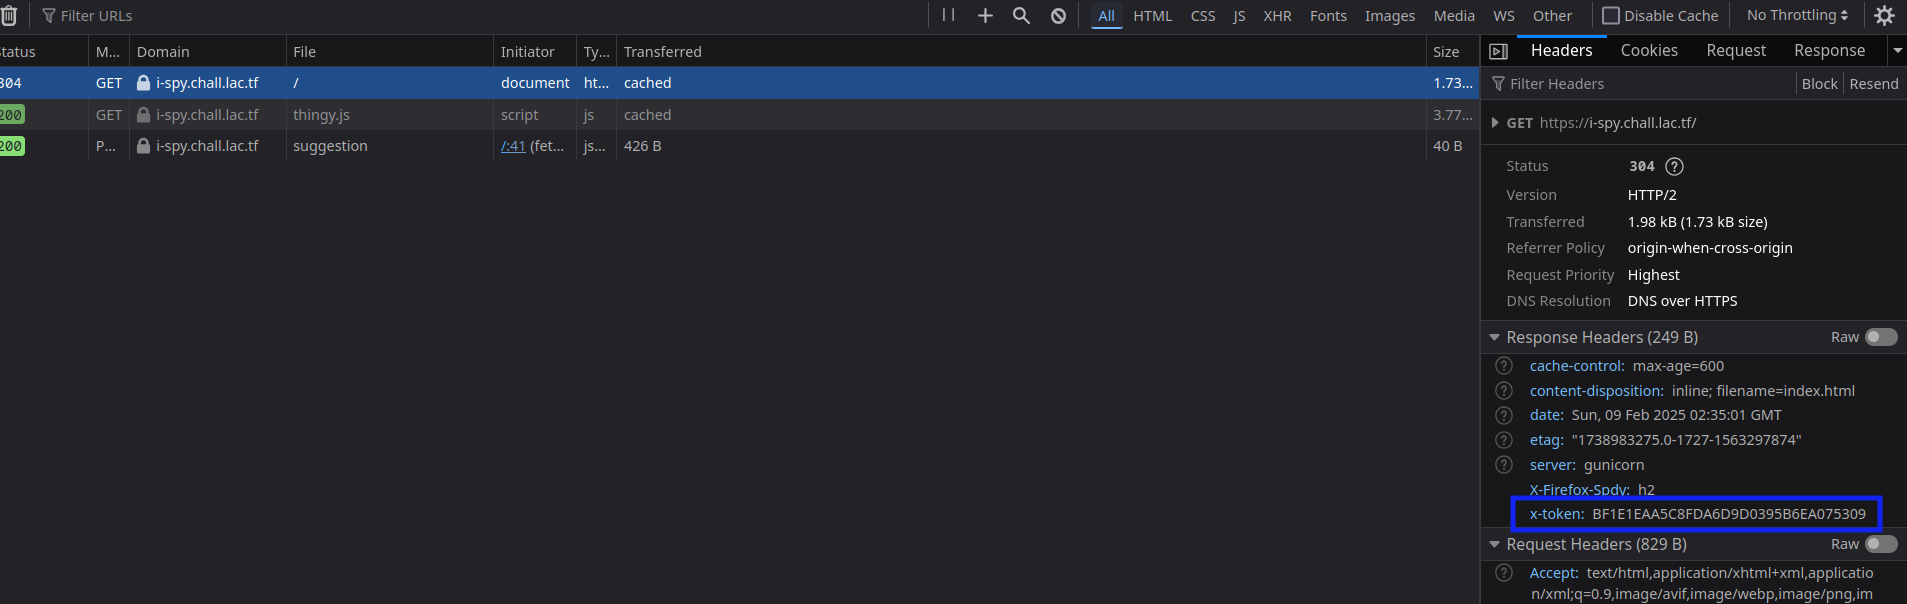 Filter URLs All HTML CSS JS XHR Fonts Images Media WS Other Disable Cache No Throttling
Status M... Domain File Initiator Ty... Transferred Size
304 GET i-spy.chall.lac.tf / document ht... cached 1.73...
200 GET i-spy.chall.lac.tf thingy.js script js cached 3.77...
200 P... i-spy.chall.lac.tf suggestion /:41 (fet... js... 426 B 40 B
Headers Cookies Request Response
Filter Headers Block Resend
GET https://i-spy.chall.lac.tf/
Status 304
Version HTTP/2
Transferred 1.98 kB (1.73 kB size)
Referrer Policy origin-when-cross-origin
Request Priority Highest
DNS Resolution DNS over HTTPS
Response Headers (249 B) Raw
cache-control: max-age=600
content-disposition: inline; filename=index.html
date: Sun, 09 Feb 2025 02:35:01 GMT
etag: "1738983275.0-1727-1563297874"
server: gunicorn
X-Firefox-Spdy: h2
x-token: BF1E1EAA5C8FDA6D9D0395B6EA075309
Request Headers (829 B) Raw
Accept: text/html,application/xhtml+xml,applicatio
n/xml;q=0.9,image/avif,image/webp,image/png,im